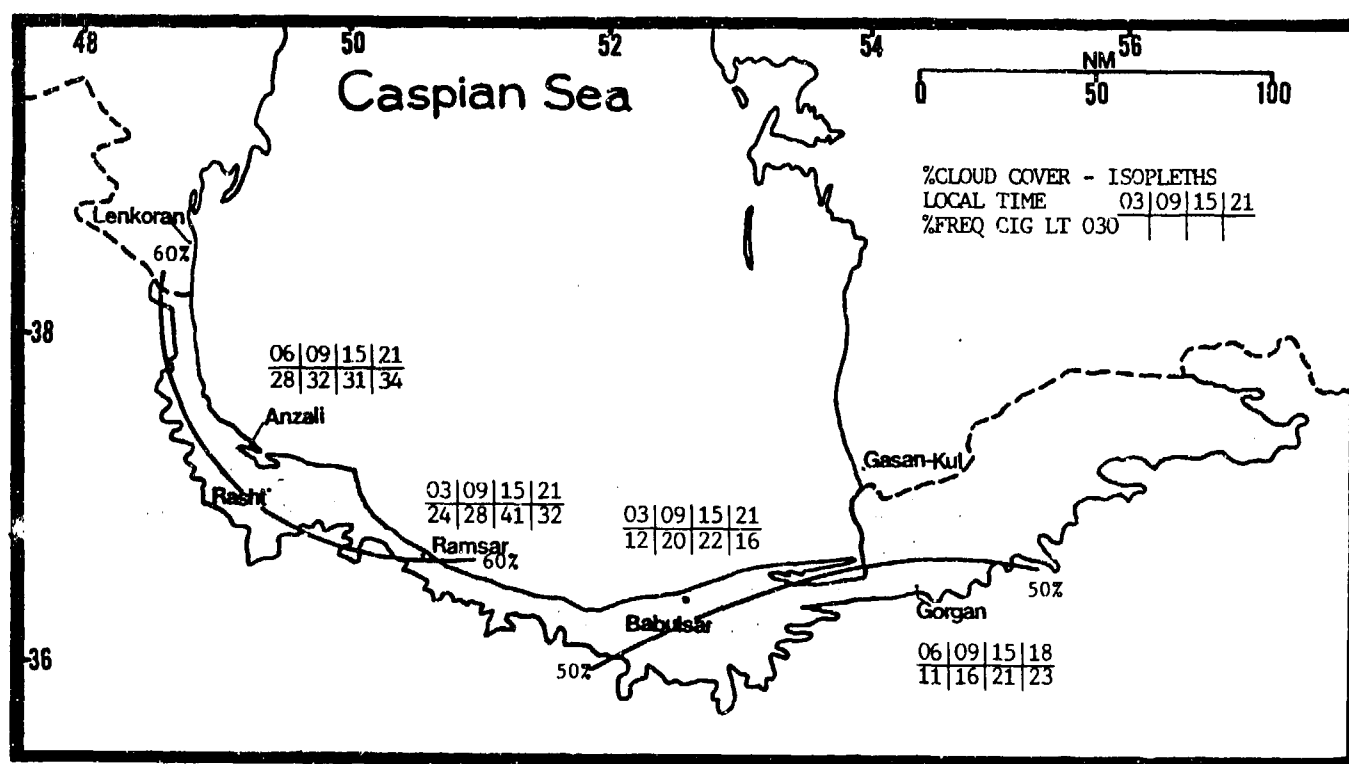 48 50 52 54 56
Caspian Sea
NM
0 50 100
%CLOUD COVER - ISOPLETHS
LOCAL TIME 03|09|15|21
%FREQ CIG LT 030
Lenkoran
60%
38
06|09|15|21
28|32|31|34
Anzali
Gasan-Kul
Rasht
03|09|15|21
24|28|41|32
03|09|15|21
12|20|22|16
Ramsar
60%
50%
Gorgan
Babulsar
50%
36
06|09|15|18
11|16|21|23